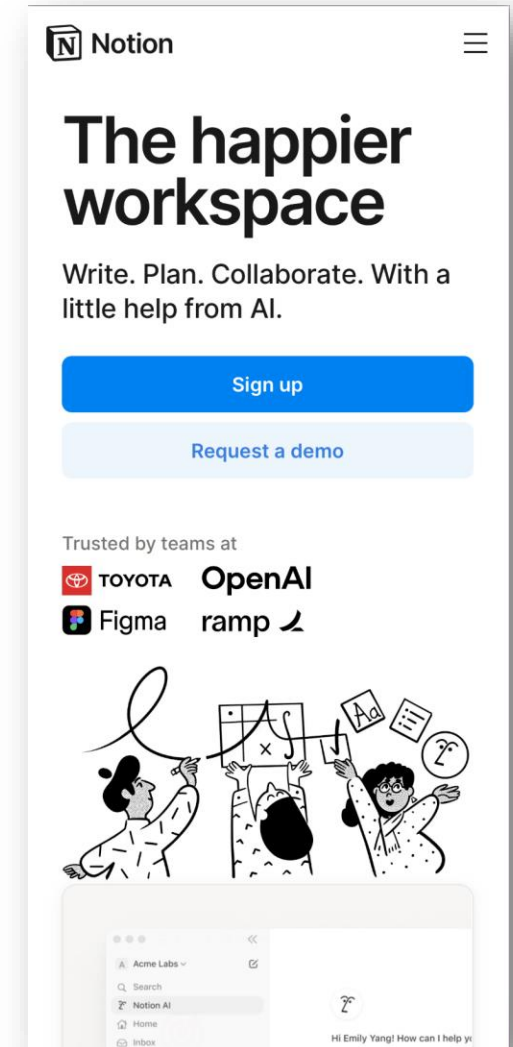 Notion
The happier
workspace
Write. Plan. Collaborate. With a
little help from AI.
Sign up
Request a demo
Trusted by teams at
TOYOTA OpenAI
Figma ramp
Aa
A Acme Labs
Search
Notion AI
Home
Inbox
Hi Emily Yang! How can I help